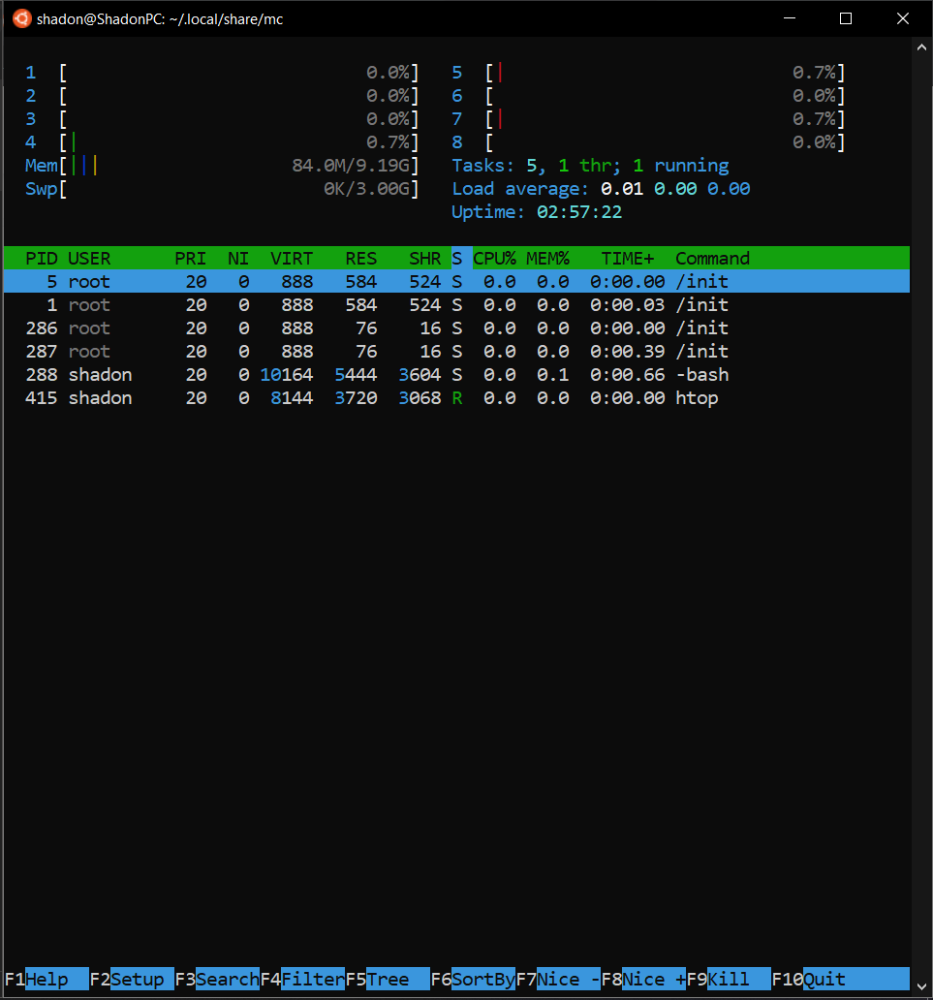 shadon@ShadonPC: ~/.local/share/mc
1 [ 0.0%] 5 [| 0.7%]
2 [ 0.0%] 6 [ 0.0%]
3 [ 0.0%] 7 [| 0.7%]
4 [| 0.7%] 8 [ 0.0%]
Mem[||| 84.0M/9.19G] Tasks: 5, 1 thr; 1 running
Swp[ 0K/3.00G] Load average: 0.01 0.00 0.00
Uptime: 02:57:22
PID USER PRI NI VIRT RES SHR S CPU% MEM% TIME+ Command
5 root 20 0 888 584 524 S 0.0 0.0 0:00.00 /init
1 root 20 0 888 584 524 S 0.0 0.0 0:00.03 /init
286 root 20 0 888 76 16 S 0.0 0.0 0:00.00 /init
287 root 20 0 888 76 16 S 0.0 0.0 0:00.39 /init
288 shadon 20 0 10164 5444 3604 S 0.0 0.1 0:00.66 -bash
415 shadon 20 0 8144 3720 3068 R 0.0 0.0 0:00.00 htop
F1Help F2Setup F3SearchF4FilterF5Tree F6SortByF7Nice -F8Nice +F9Kill F10Quit